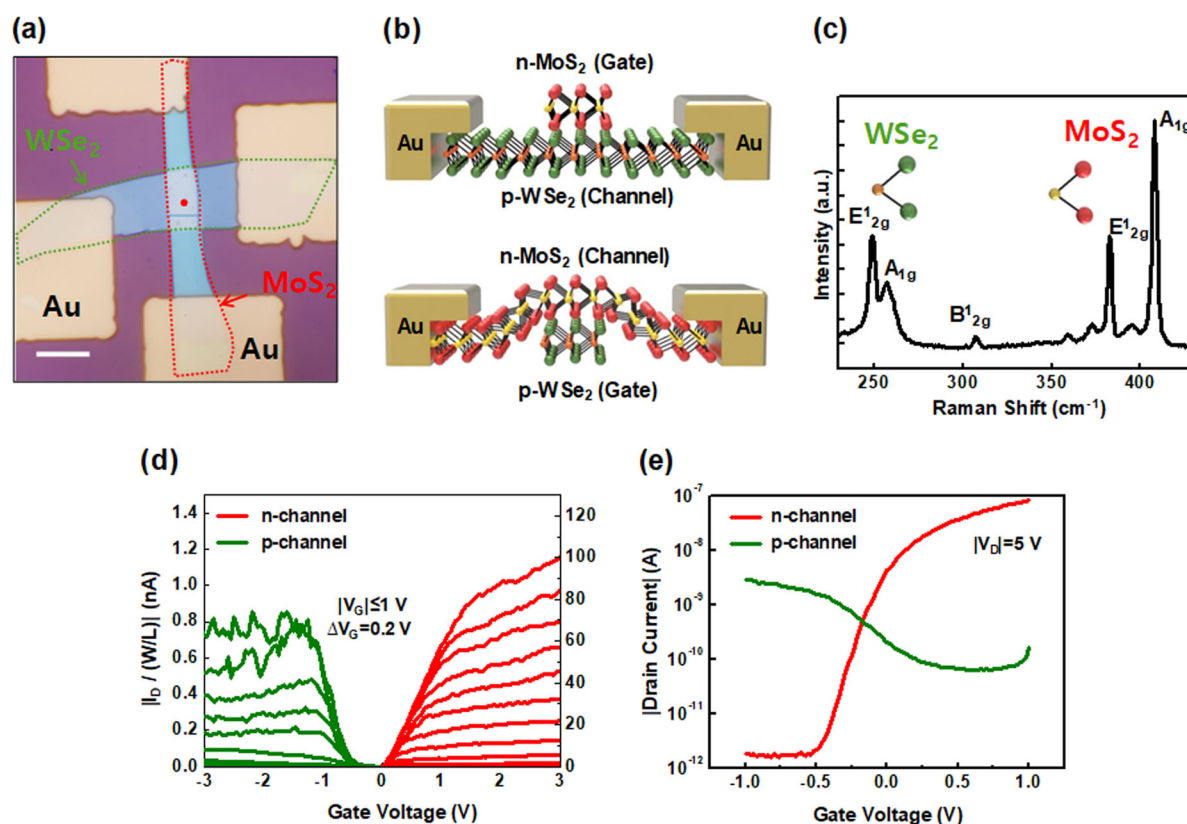 (a)
WSe2
MoS2
Au
Au
(b)
n-MoS2 (Gate)
Au
Au
p-WSe2 (Channel)
n-MoS2 (Channel)
Au
Au
p-WSe2 (Gate)
(c)
WSe2
MoS2
A1g
E¹2g
E¹2g
A1g
B¹2g
Intensity (a.u.)
250
300
350
400
Raman Shift (cm⁻¹)
(d)
n-channel
p-channel
|VG|≤1 V
ΔVG=0.2 V
|ID / (W/L)| (nA)
1.4
1.2
1.0
0.8
0.6
0.4
0.2
0.0
120
100
80
60
40
20
0
-3
-2
-1
0
1
2
3
Gate Voltage (V)
(e)
n-channel
p-channel
|VD|=5 V
|Drain Current| (A)
10⁻⁷
10⁻⁸
10⁻⁹
10⁻¹⁰
10⁻¹¹
10⁻¹²
-1.0
-0.5
0.0
0.5
1.0
Gate Voltage (V)